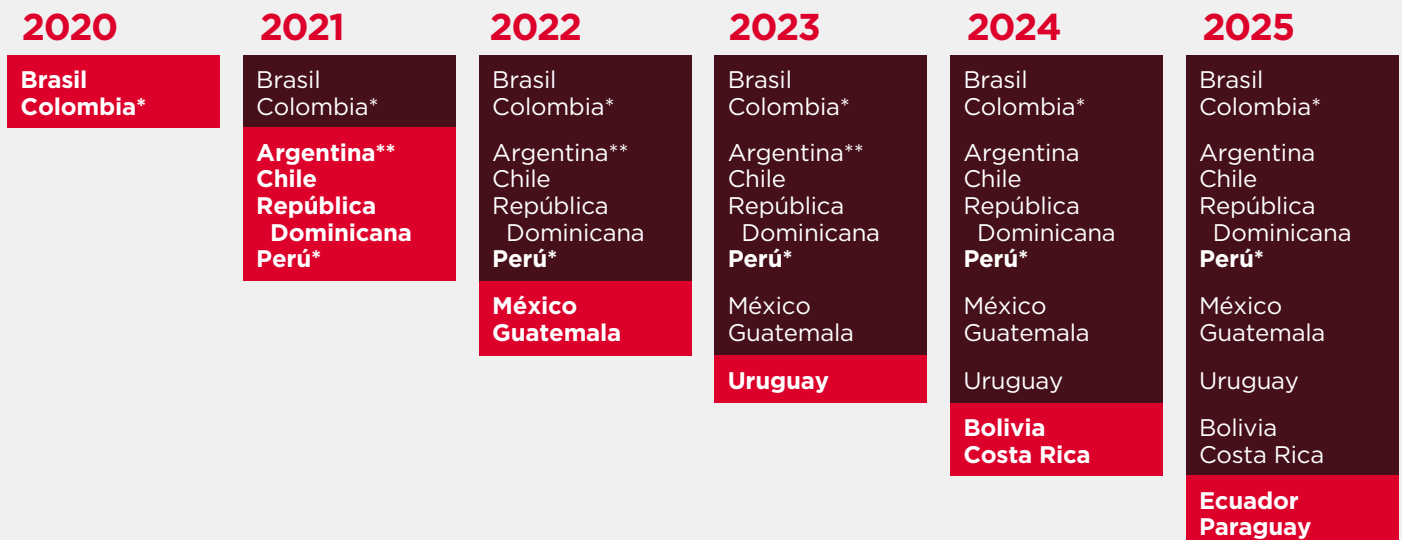 2020
Brasil
Colombia*
2021
Brasil
Colombia*
Argentina**
Chile
República
Dominicana
Perú*
2022
Brasil
Colombia*
Argentina**
Chile
República
Dominicana
Perú*
México
Guatemala
2023
Brasil
Colombia*
Argentina**
Chile
República
Dominicana
Perú*
México
Guatemala
Uruguay
2024
Brasil
Colombia*
Argentina
Chile
República
Dominicana
Perú*
México
Guatemala
Uruguay
Bolivia
Costa Rica
2025
Brasil
Colombia*
Argentina
Chile
República
Dominicana
Perú*
México
Guatemala
Uruguay
Bolivia
Costa Rica
Ecuador
Paraguay